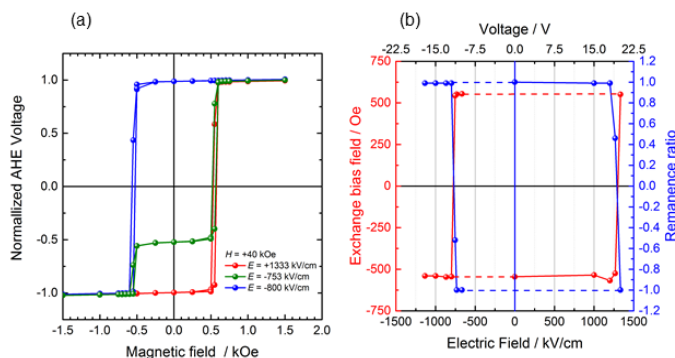 (a)
(b)
Normallized AHE Voltage
1.0
0.5
0.0
-0.5
-1.0
H = +40 kOe
E = +1333 kV/cm
E = -753 kV/cm
E = -800 kV/cm
-1.5 -1.0 -0.5 0.0 0.5 1.0 1.5 2.0
Magnetic field / kOe
Voltage / V
-22.5 -15.0 -7.5 0.0 7.5 15.0 22.5
Exchange bias field / Oe
750
500
250
0
-250
-500
-750
1.2
1.0
0.8
0.6
0.4
0.2
0.0
-0.2
-0.4
-0.6
-0.8
-1.0
-1.2
Remanence ratio
-1500 -1000 -500 0 500 1000 1500
Electric Field / kV/cm